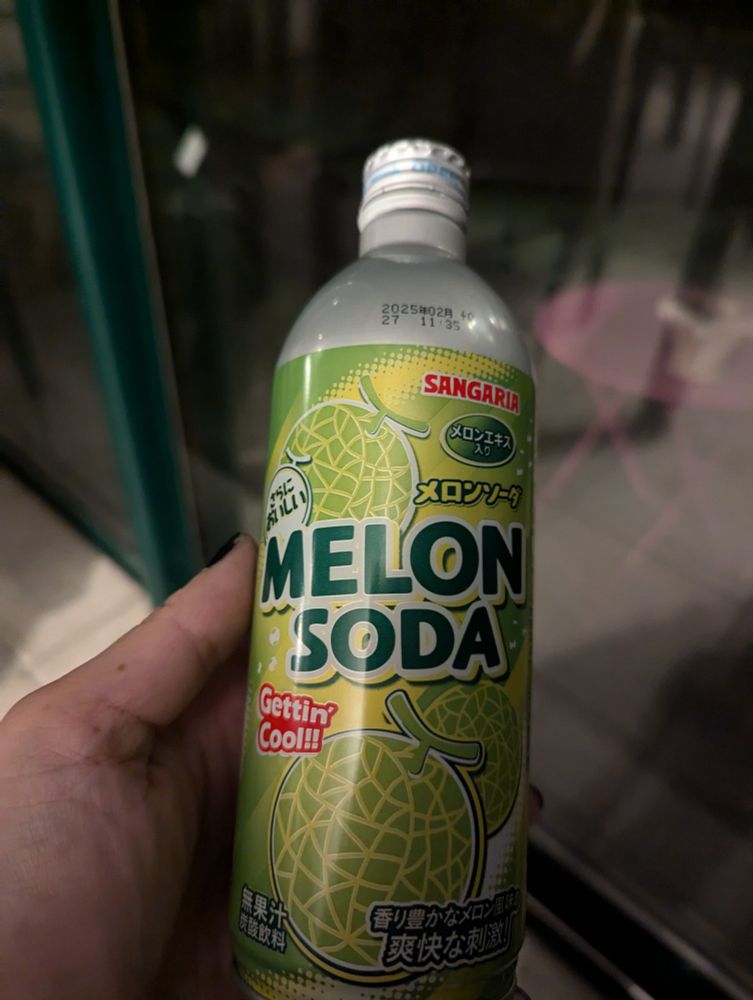 OPEN
2025年02月
27 11:35
SANGARIA
メロンエキス
入り
メロンソーダ
さらに
おいしい
MELON
SODA
Gettin'
Cool!!
無果汁
炭酸飲料
香り豊かなメロン風味と
爽快な刺激!